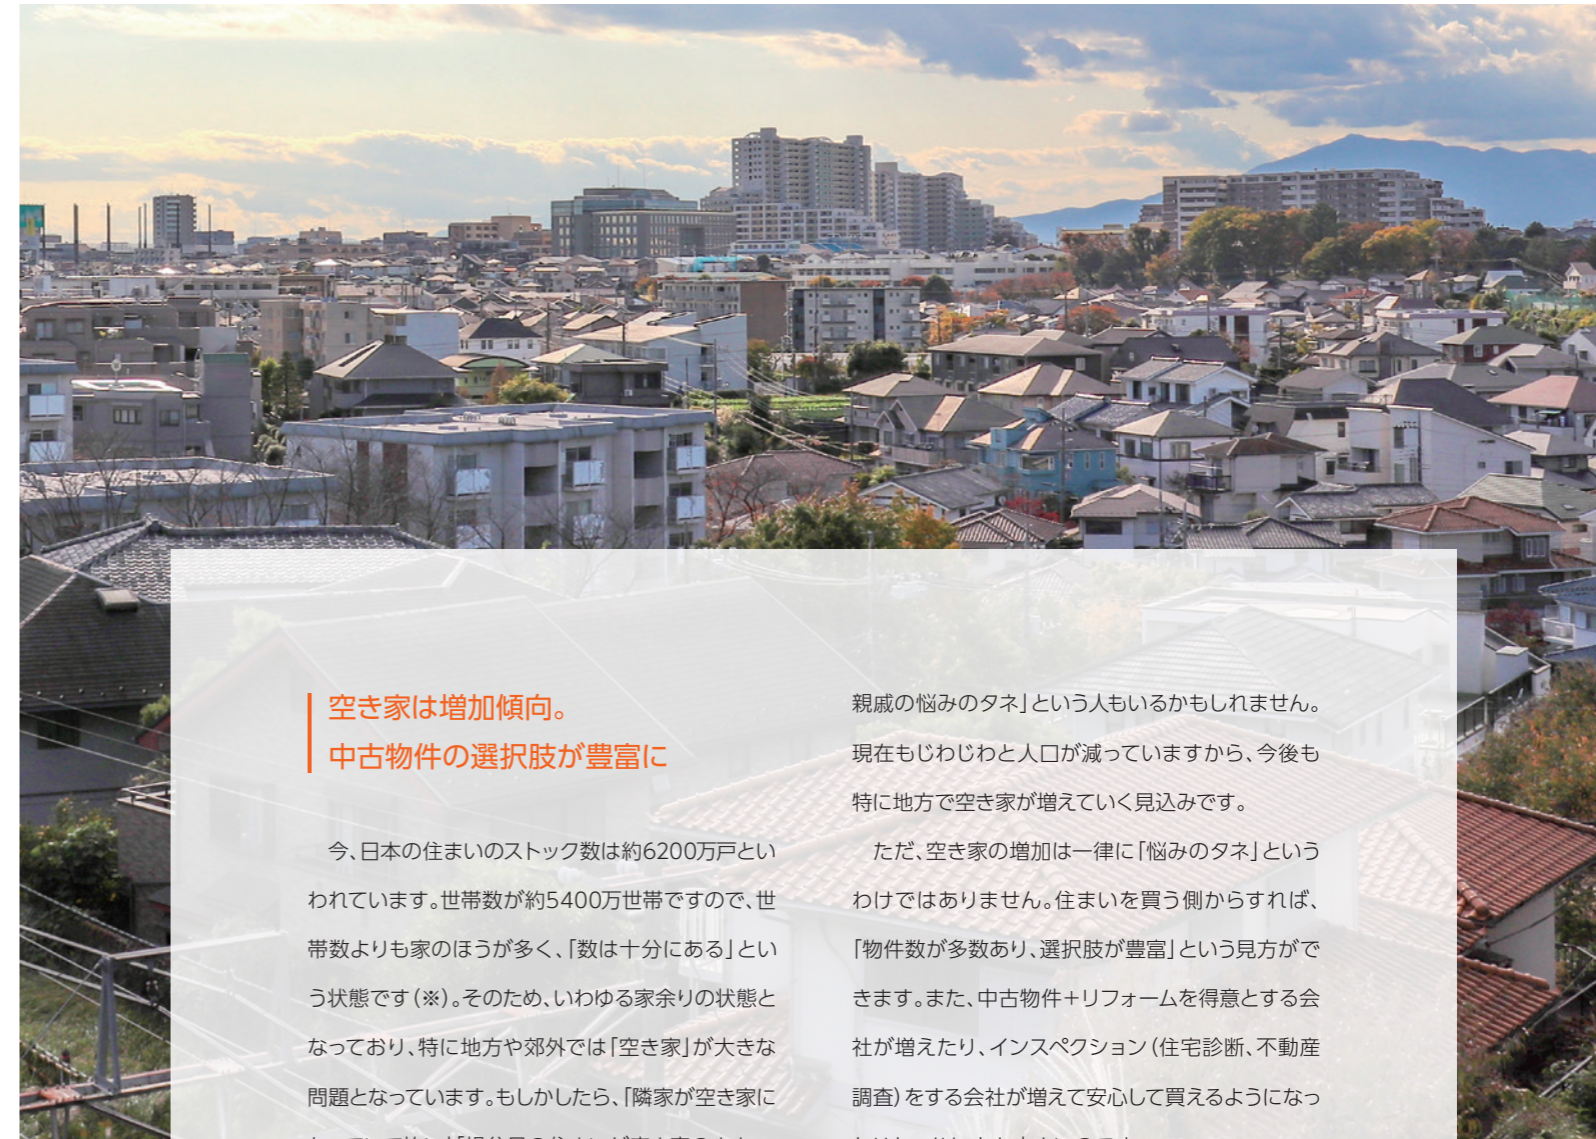 空き家は増加傾向。
中古物件の選択肢が豊富に
今、日本の住まいのストック数は約6200万戸とい
われています。世帯数が約5400万世帯ですので、世
帯数よりも家のほうが多く、「数は十分にある」とい
う状態です(※)。そのため、いわゆる家余りの状態と
なっており、特に地方や郊外では「空き家」が大きな
問題となっています。もしかしたら、「隣家が空き家に
親戚の悩みのタネ」という人もいるかもしれません。
現在もじわじわと人口が減っていますから、今後も
特に地方で空き家が増えていく見込みです。
ただ、空き家の増加は一律に「悩みのタネ」という
わけではありません。住まいを買う側からすれば、
「物件数が多数あり、選択肢が豊富」という見方がで
きます。また、中古物件+リフォームを得意とする会
社が増えたり、インスペクション(住宅診断、不動産
調査)をする会社が増えて安心して買えるようになっ